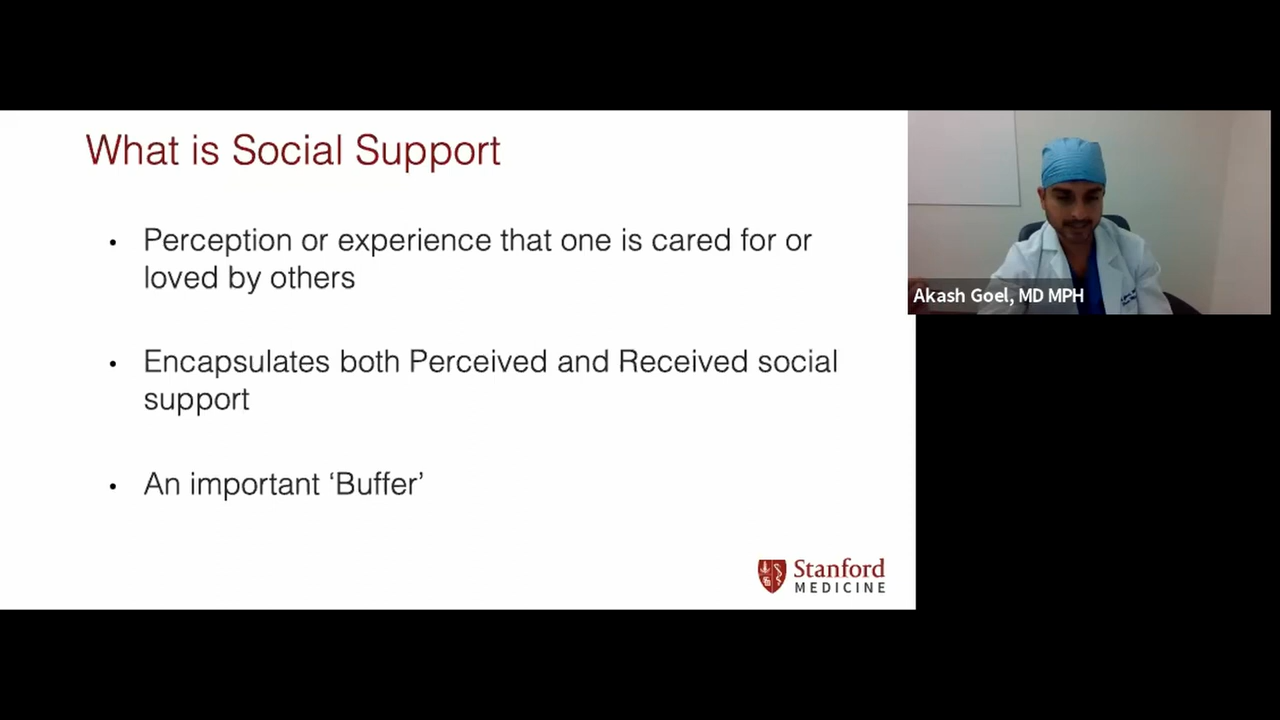 What is Social Support
• Perception or experience that one is cared for or
loved by others
• Encapsulates both Perceived and Received social
support
• An important ‘Buffer’
Stanford
MEDICINE
Akash Goel, MD MPH